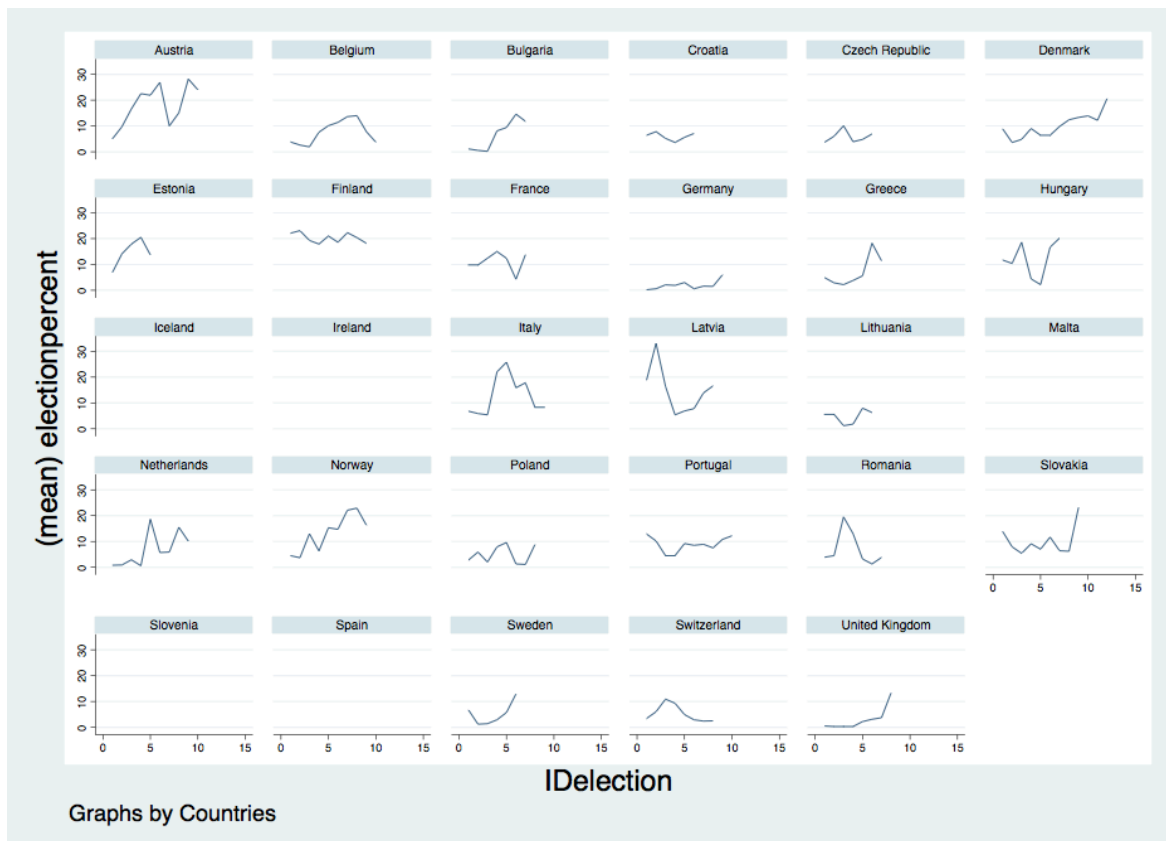 Austria Belgium Bulgaria Croatia Czech Republic Denmark
30
20
10
0
Estonia Finland France Germany Greece Hungary
30
20
10
0
Iceland Ireland Italy Latvia Lithuania Malta
30
20
10
0
Netherlands Norway Poland Portugal Romania Slovakia
30
20
10
0
0 5 10 15
Slovenia Spain Sweden Switzerland United Kingdom
30
20
10
0
0 5 10 15 0 5 10 15 0 5 10 15 0 5 10 15 0 5 10 15
(mean) electionpercent
IDelection
Graphs by Countries